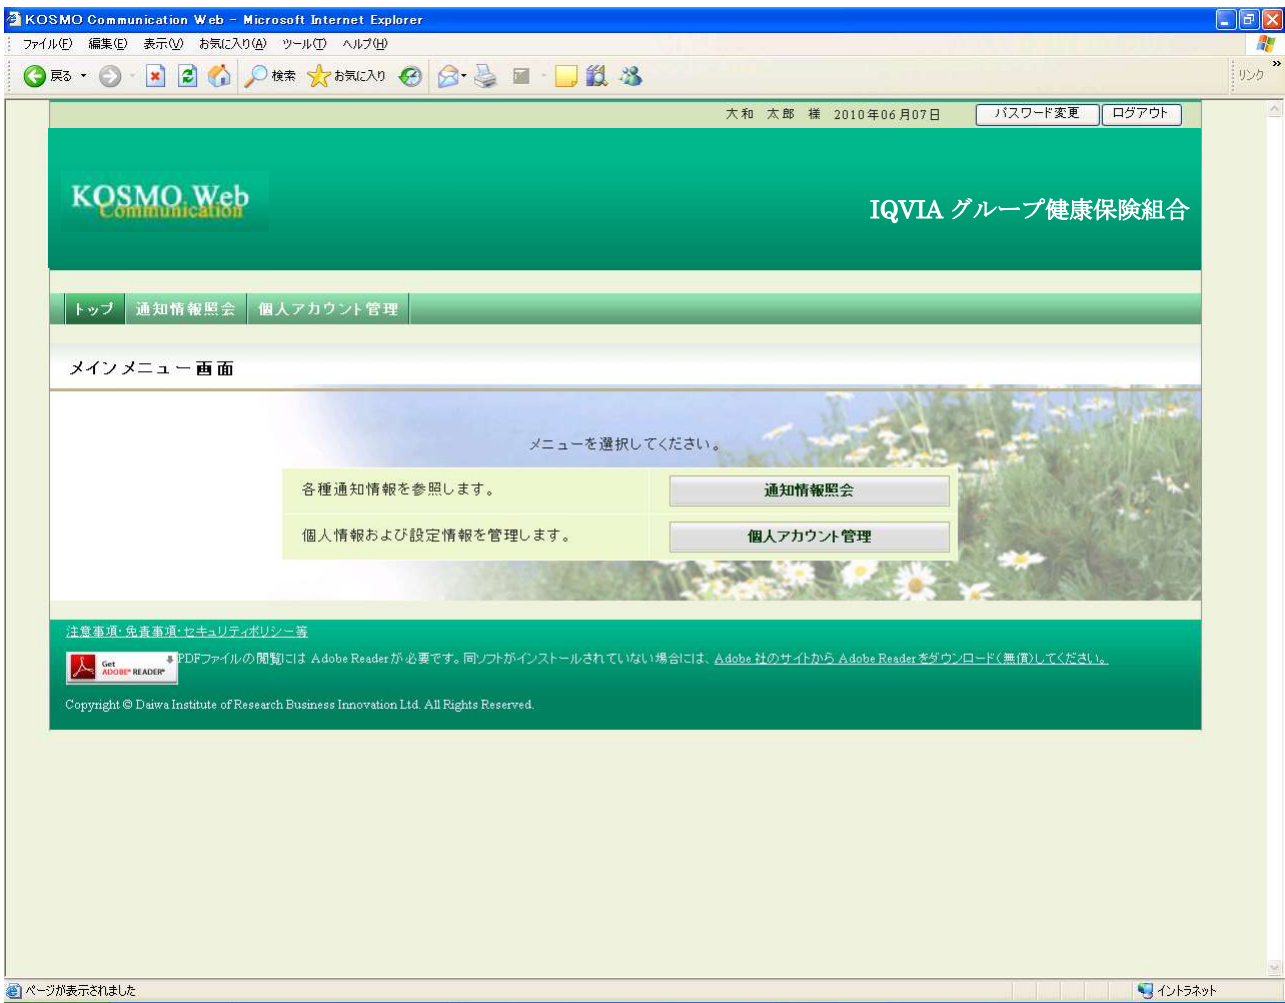 KOSMO Communication Web - Microsoft Internet Explorer
ファイル(F) 編集(E) 表示(V) お気に入り(A) ツール(T) ヘルプ(H)
戻る 検索 お気に入り リンク »
大和 太郎 様 2010年06月07日 パスワード変更 ログアウト
KOSMO Web
Communication
IQVIA グループ健康保険組合
トップ 通知情報照会 個人アカウント管理
メインメニュー画面
メニューを選択してください。
各種通知情報を参照します。 通知情報照会
個人情報および設定情報を管理します。 個人アカウント管理
注意事項・免責事項・セキュリティポリシー等
Get
ADOBE® READER®
PDFファイルの閲覧には Adobe Readerが必要です。同ソフトがインストールされていない場合には、Adobe 社のサイトから Adobe Readerをダウンロード(無償)してください。
Copyright © Daiwa Institute of Research Business Innovation Ltd. All Rights Reserved.
ページが表示されました イントラネット